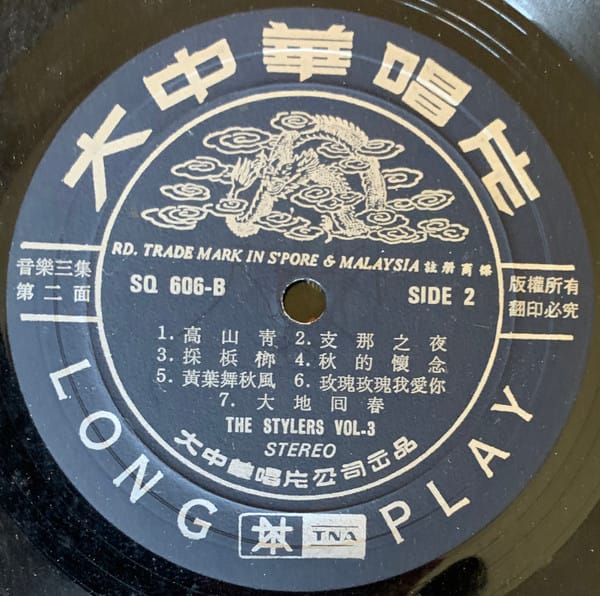 大中華唱片
RD. TRADE MARK IN S'PORE & MALAYSIA 註册商標
音樂三集
第二面
SQ 606-B
SIDE 2
版權所有
翻印必究
1. 高山靑 2. 支那之夜
3. 採梹榔 4. 秋的懷念
5. 黃葉舞秋風 6. 玫瑰玫瑰我愛你
7. 大地囘春
THE STYLERS VOL-3
STEREO
大中華唱片公司出品
LONG PLAY
TNA